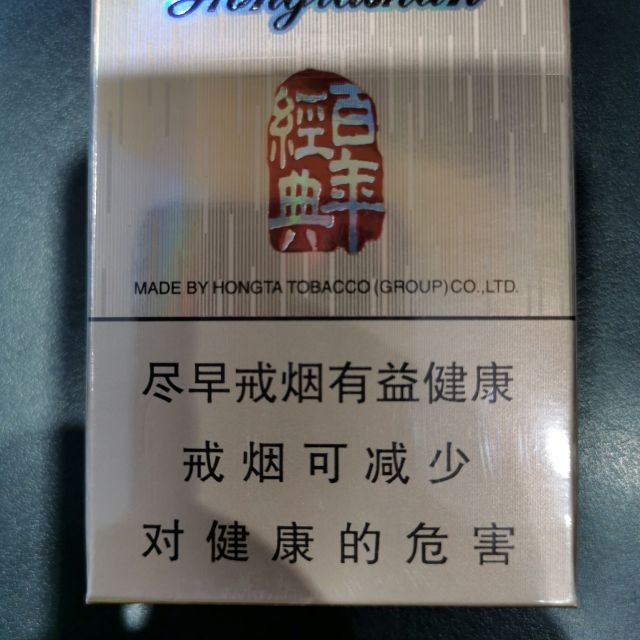 Hongtashan
百年
經典
MADE BY HONGTA TOBACCO (GROUP) CO.,LTD.
尽早戒烟有益健康
戒烟可减少
对健康的危害